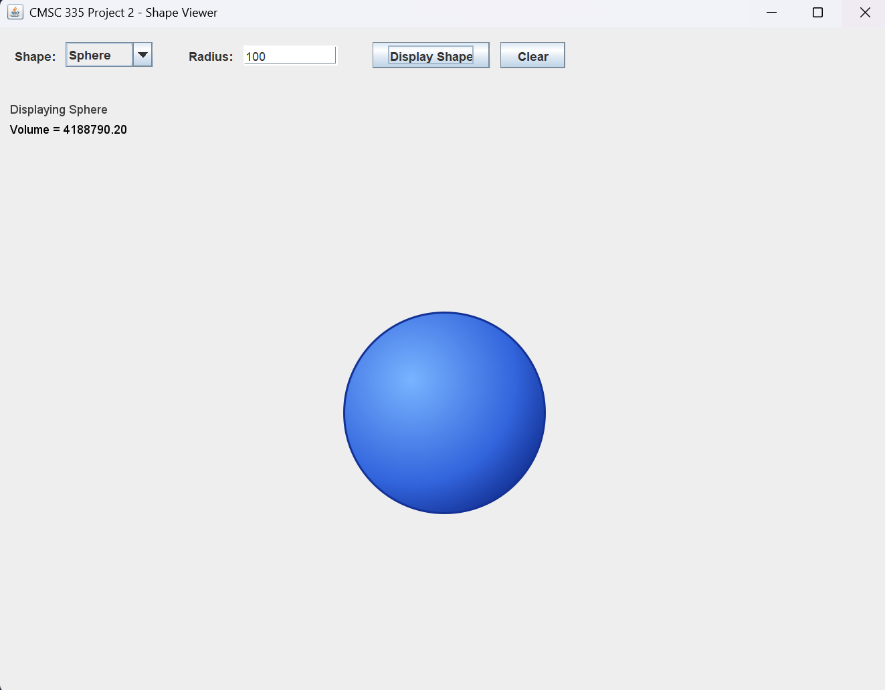 CMSC 335 Project 2 - Shape Viewer
Shape: Sphere Radius: 100 Display Shape Clear
Displaying Sphere
Volume = 4188790.20